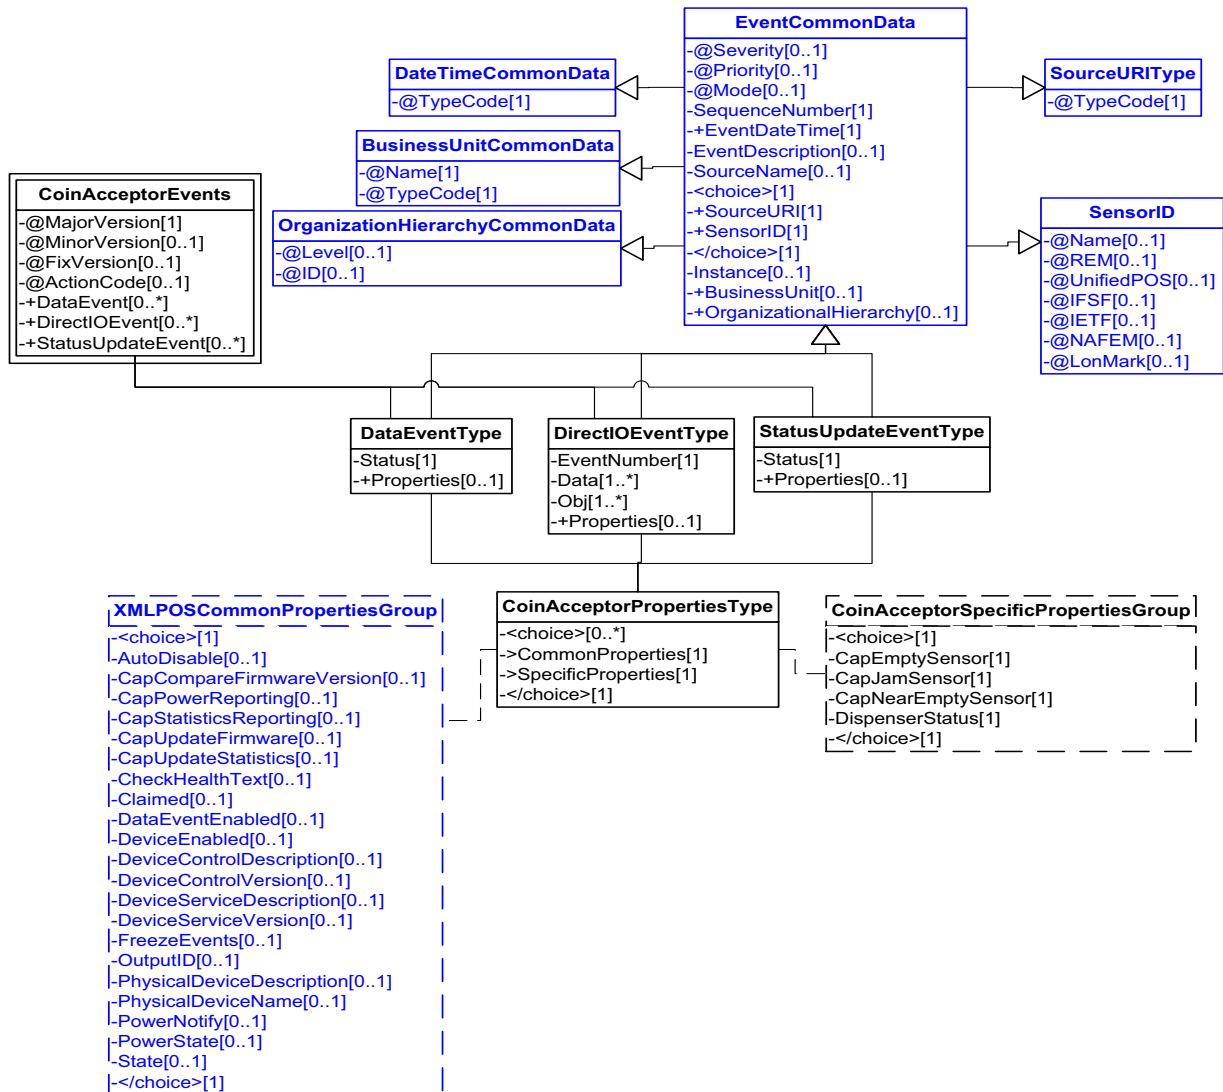 EventCommonData
-@Severity[0..1]
-@Priority[0..1]
-@Mode[0..1]
-SequenceNumber[1]
-+EventDateTime[1]
-EventDescription[0..1]
-SourceName[0..1]
-<choice>[1]
-+SourceURI[1]
-+SensorID[1]
-</choice>[1]
-Instance[0..1]
-+BusinessUnit[0..1]
-+OrganizationalHierarchy[0..1]
DateTimeCommonData
-@TypeCode[1]
SourceURIType
-@TypeCode[1]
BusinessUnitCommonData
-@Name[1]
-@TypeCode[1]
CoinAcceptorEvents
-@MajorVersion[1]
-@MinorVersion[0..1]
-@FixVersion[0..1]
-@ActionCode[0..1]
-+DataEvent[0..*]
-+DirectIOEvent[0..*]
-+StatusUpdateEvent[0..*]
OrganizationHierarchyCommonData
-@Level[0..1]
-@ID[0..1]
SensorID
-@Name[0..1]
-@REM[0..1]
-@UnifiedPOS[0..1]
-@IFSF[0..1]
-@IETF[0..1]
-@NAFEM[0..1]
-@LonMark[0..1]
DataEventType
-Status[1]
-+Properties[0..1]
DirectIOEventType
-EventNumber[1]
-Data[1..*]
-Obj[1..*]
-+Properties[0..1]
StatusUpdateEventType
-Status[1]
-+Properties[0..1]
XMLPOSCommonPropertiesGroup
-<choice>[1]
-AutoDisable[0..1]
-CapCompareFirmwareVersion[0..1]
-CapPowerReporting[0..1]
-CapStatisticsReporting[0..1]
-CapUpdateFirmware[0..1]
-CapUpdateStatistics[0..1]
-CheckHealthText[0..1]
-Claimed[0..1]
-DataEventEnabled[0..1]
-DeviceEnabled[0..1]
-DeviceControlDescription[0..1]
-DeviceControlVersion[0..1]
-DeviceServiceDescription[0..1]
-DeviceServiceVersion[0..1]
-FreezeEvents[0..1]
-OutputID[0..1]
-PhysicalDeviceDescription[0..1]
-PhysicalDeviceName[0..1]
-PowerNotify[0..1]
-PowerState[0..1]
-State[0..1]
-</choice>[1]
CoinAcceptorPropertiesType
-<choice>[0..*]
->CommonProperties[1]
->SpecificProperties[1]
-</choice>[1]
CoinAcceptorSpecificPropertiesGroup
-<choice>[1]
-CapEmptySensor[1]
-CapJamSensor[1]
-CapNearEmptySensor[1]
-DispenserStatus[1]
-</choice>[1]